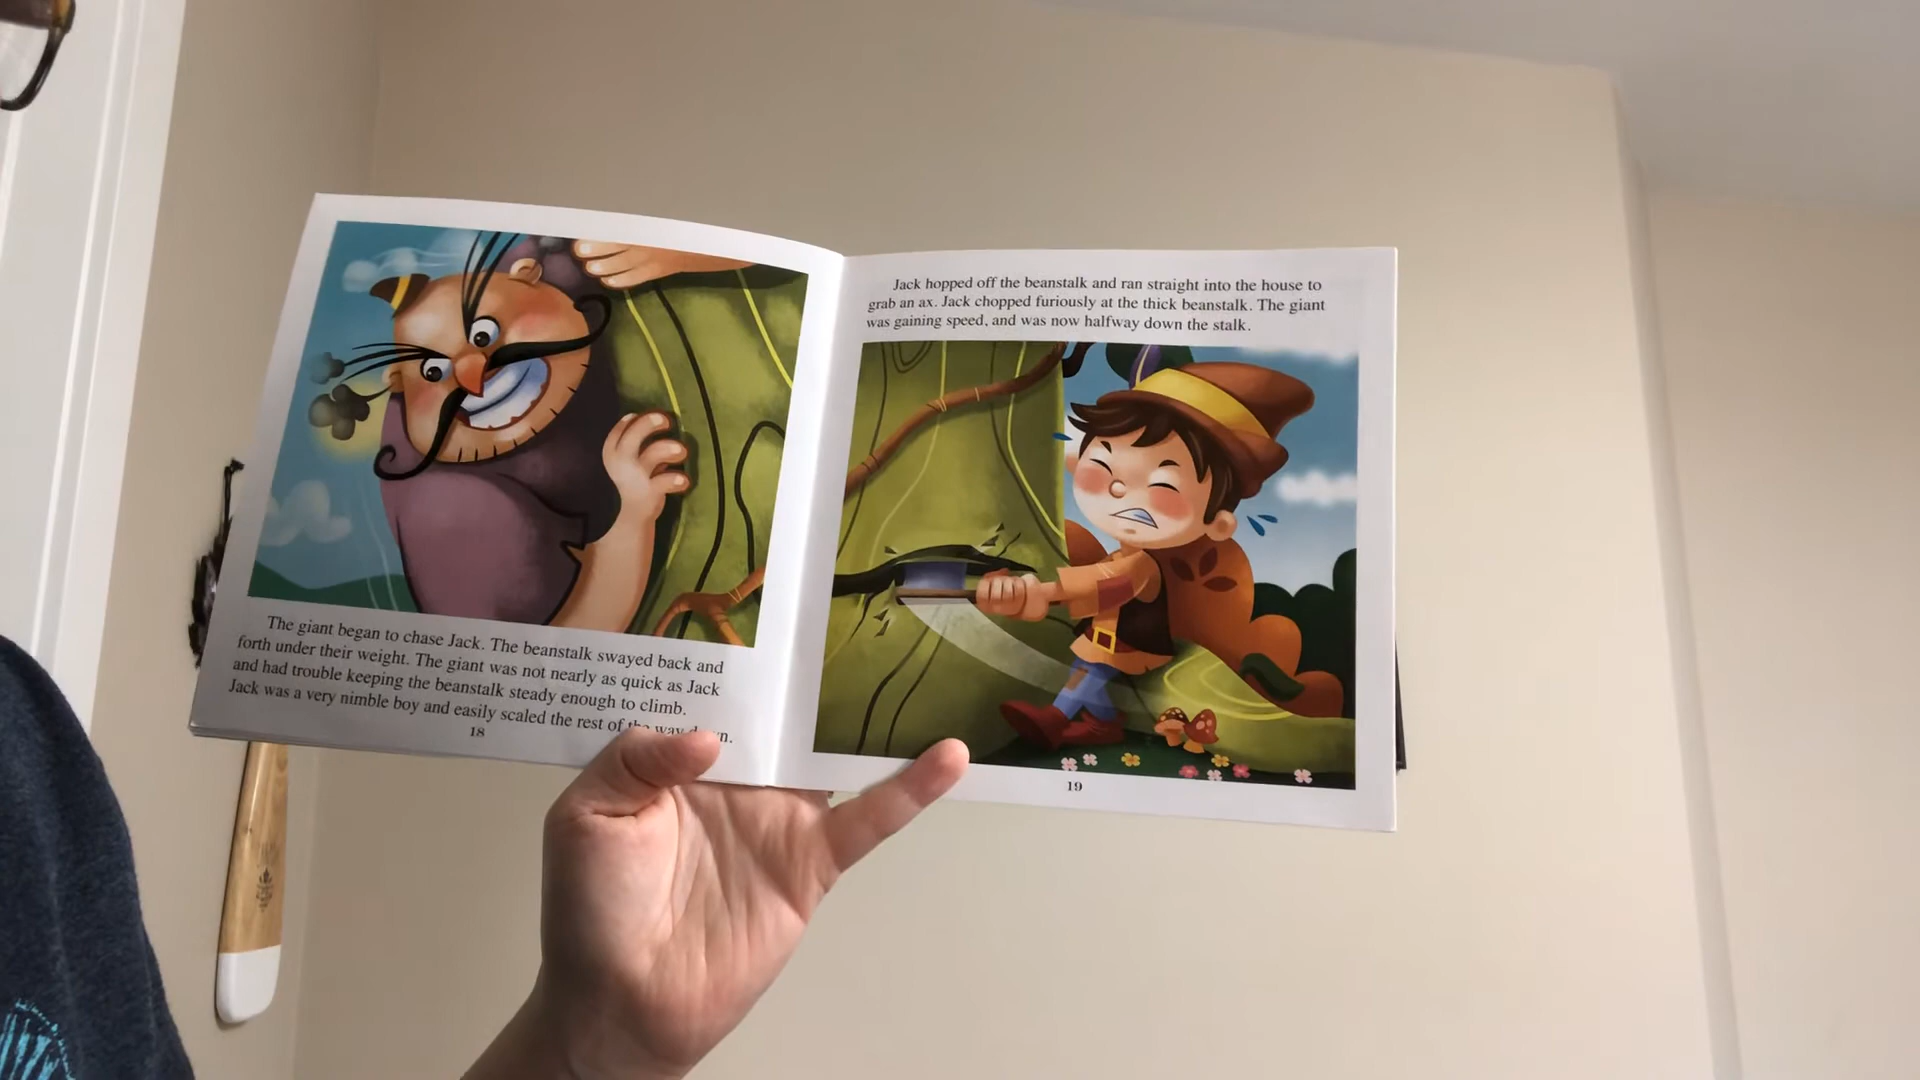 The giant began to chase Jack. The beanstalk swayed back and
forth under their weight. The giant was not nearly as quick as Jack
and had trouble keeping the beanstalk steady enough to climb.
Jack was a very nimble boy and easily scaled the rest of the way
18
Jack hopped off the beanstalk and ran straight into the house to
grab an ax. Jack chopped furiously at the thick beanstalk. The giant
was gaining speed, and was now halfway down the stalk.
19